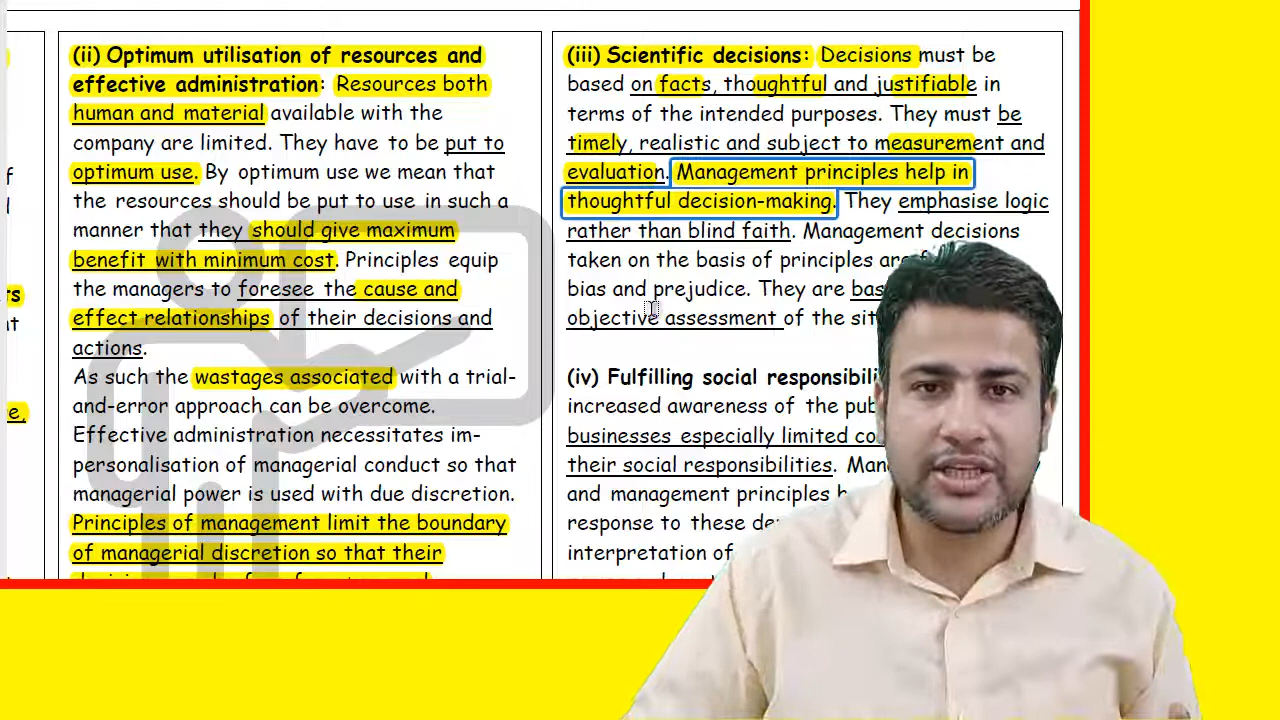 f
rs
at
e,
(ii) Optimum utilisation of resources and
effective administration: Resources both
human and material available with the
company are limited. They have to be put to
optimum use. By optimum use we mean that
the resources should be put to use in such a
manner that they should give maximum
benefit with minimum cost. Principles equip
the managers to foresee the cause and
effect relationships of their decisions and
actions.
As such the wastages associated with a trial-
and-error approach can be overcome.
Effective administration necessitates im-
personalisation of managerial conduct so that
managerial power is used with due discretion.
Principles of management limit the boundary
of managerial discretion so that their
(iii) Scientific decisions: Decisions must be
based on facts, thoughtful and justifiable in
terms of the intended purposes. They must be
timely, realistic and subject to measurement and
evaluation. Management principles help in
thoughtful decision-making. They emphasise logic
rather than blind faith. Management decisions
taken on the basis of principles are
bias and prejudice. They are
objective assessment of the
(iv) Fulfilling social
increased awareness of the
businesses especially limited
their social responsibilities.
and management principles
response to these
interpretation of